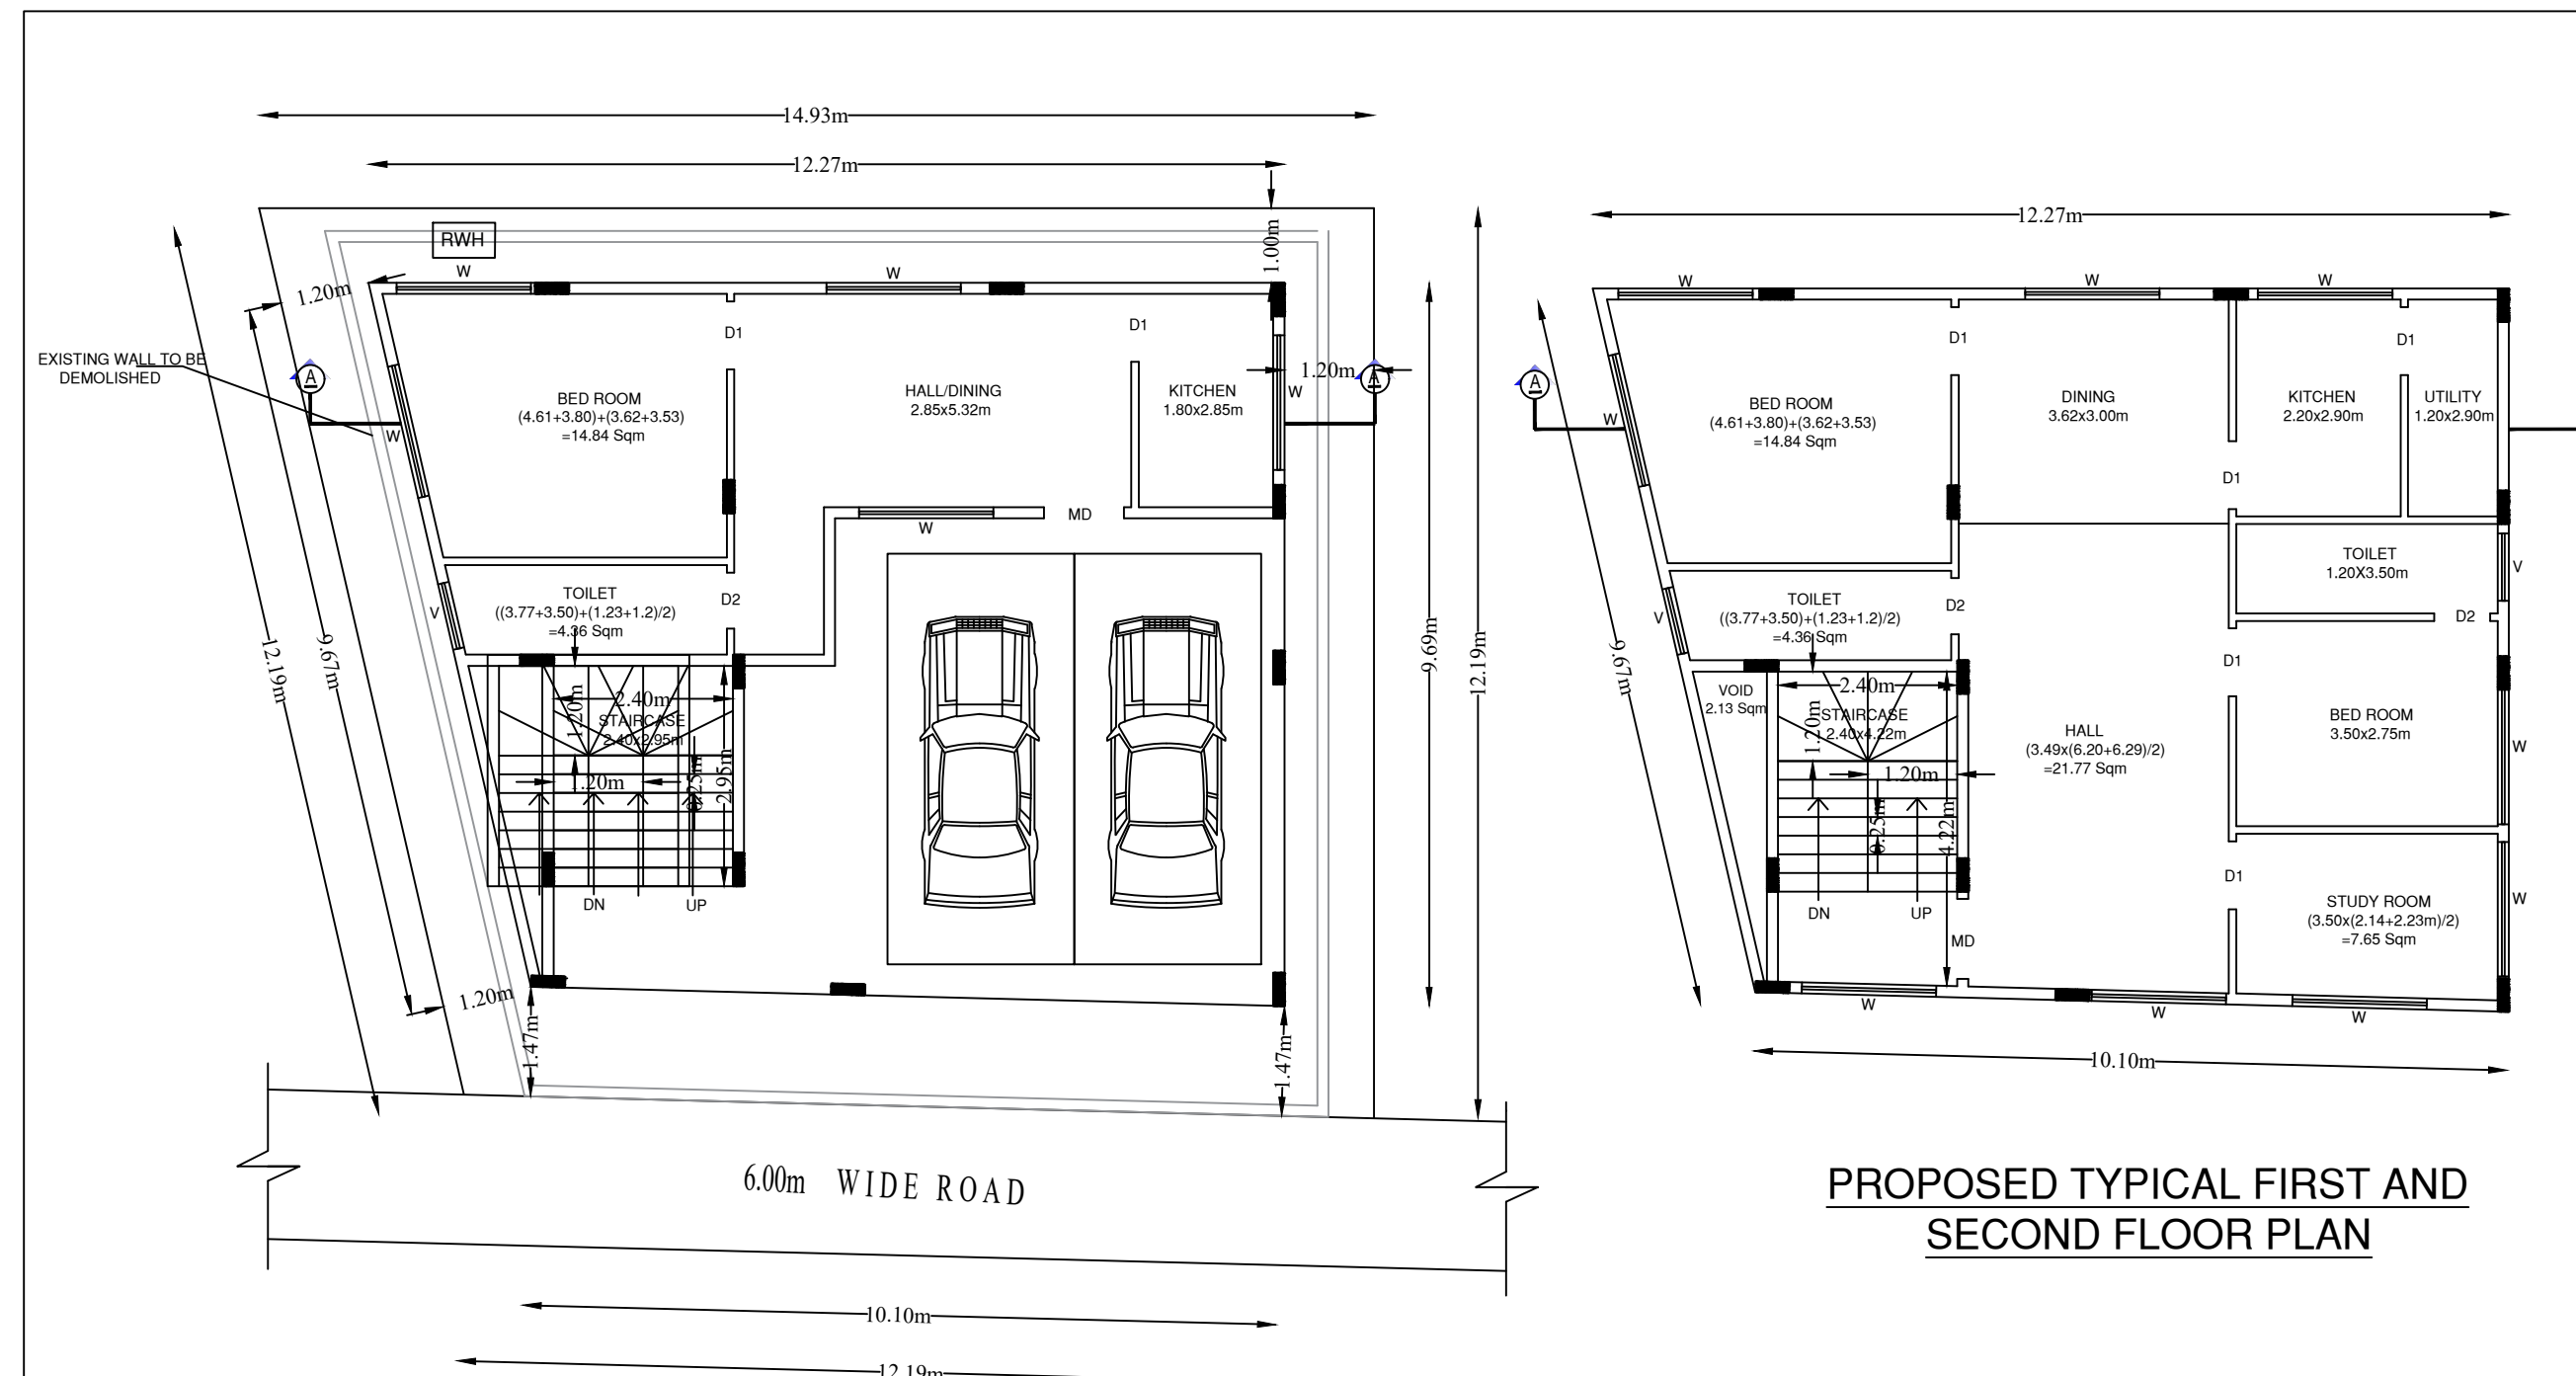 14.93m
12.27m
RWH
W
W
1.00m
1.20m
D1
D1
EXISTING WALL TO BE
DEMOLISHED
A
A
1.20m
W
W
BED ROOM
(4.61+3.80)+(3.62+3.53)
=14.84 Sqm
HALL/DINING
2.85x5.32m
KITCHEN
1.80x2.85m
W
MD
TOILET
((3.77+3.50)+(1.23+1.2)/2)
=4.36 Sqm
D2
V
12.19m
9.67m
9.69m
12.19m
1.20m
2.40m
STAIRCASE
2.40x2.95m
1.20m
0.25m
2.95m
DN
UP
1.20m
1.47m
1.47m
6.00m WIDE ROAD
10.10m
12.19m
12.27m
W
W
W
D1
D1
A
W
BED ROOM
(4.61+3.80)+(3.62+3.53)
=14.84 Sqm
DINING
3.62x3.00m
KITCHEN
2.20x2.90m
UTILITY
1.20x2.90m
D1
TOILET
1.20X3.50m
V
D2
TOILET
((3.77+3.50)+(1.23+1.2)/2)
=4.36 Sqm
D2
V
9.67m
D1
VOID
2.13 Sqm
2.40m
1.20m
STAIRCASE
2.40x4.22m
1.20m
0.25m
4.22m
HALL
(3.49x(6.20+6.29)/2)
=21.77 Sqm
BED ROOM
3.50x2.75m
W
D1
STUDY ROOM
(3.50x(2.14+2.23m)/2)
=7.65 Sqm
W
DN
UP
MD
W
W
W
10.10m
PROPOSED TYPICAL FIRST AND
SECOND FLOOR PLAN